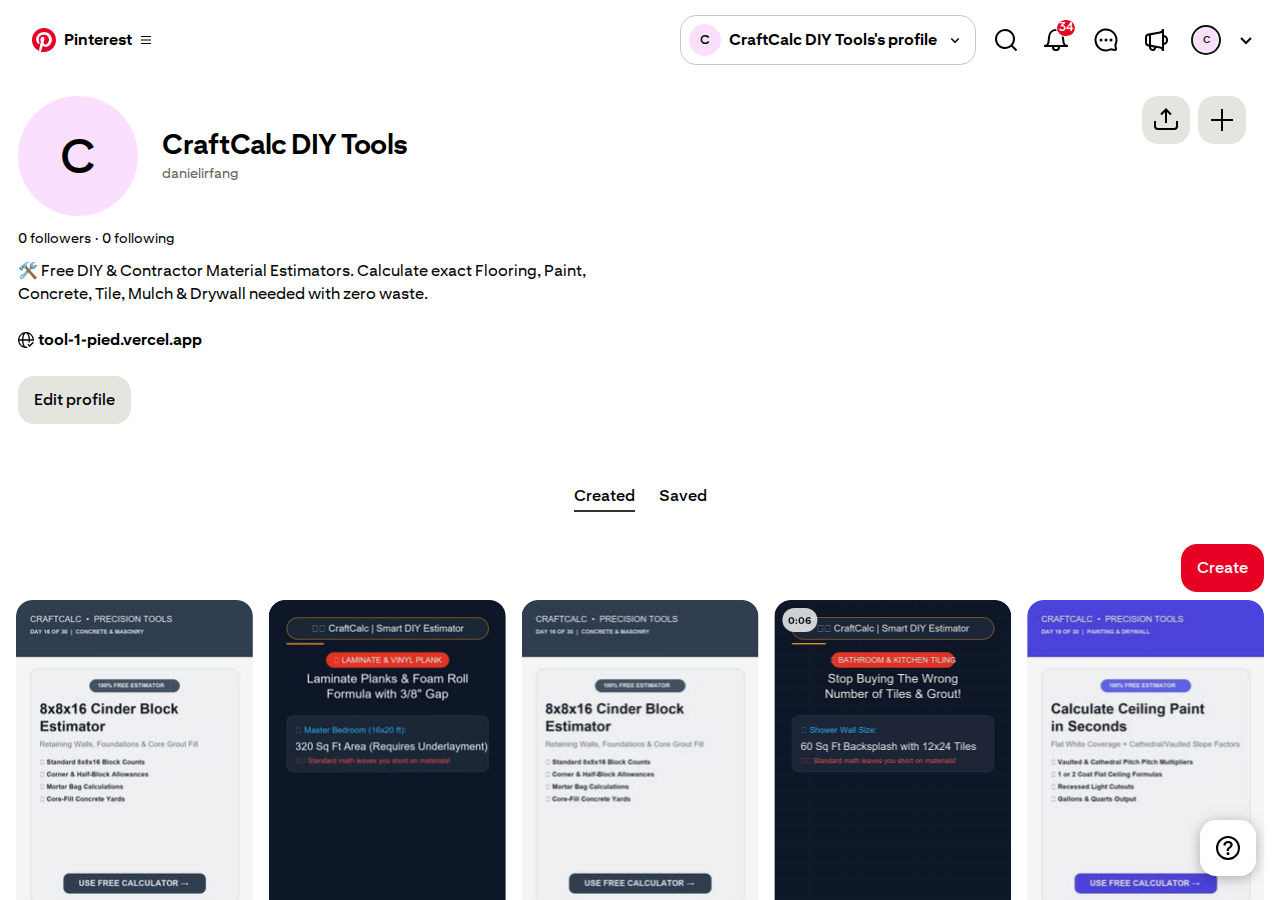 Pinterest
C CraftCalc DIY Tools's profile
34
C
C
CraftCalc DIY Tools
danielirfang
0 followers · 0 following
🛠️ Free DIY & Contractor Material Estimators. Calculate exact Flooring, Paint,
Concrete, Tile, Mulch & Drywall needed with zero waste.
tool-1-pied.vercel.app
Edit profile
Created Saved
Create
CRAFTCALC • PRECISION TOOLS
DAY 16 OF 30 | CONCRETE & MASONRY
100% FREE ESTIMATOR
8x8x16 Cinder Block
Estimator
Retaining Walls, Foundations & Core Grout Fill
Standard 8x8x16 Block Counts
Corner & Half-Block Allowances
Mortar Bag Calculations
Core-Fill Concrete Yards
USE FREE CALCULATOR →
CraftCalc | Smart DIY Estimator
LAMINATE & VINYL PLANK
Laminate Planks & Foam Roll
Formula with 3/8" Gap
Master Bedroom (16x20 ft):
320 Sq Ft Area (Requires Underlayment)
Standard math leaves you short on materials!
CRAFTCALC • PRECISION TOOLS
DAY 16 OF 30 | CONCRETE & MASONRY
100% FREE ESTIMATOR
8x8x16 Cinder Block
Estimator
Retaining Walls, Foundations & Core Grout Fill
Standard 8x8x16 Block Counts
Corner & Half-Block Allowances
Mortar Bag Calculations
Core-Fill Concrete Yards
USE FREE CALCULATOR →
0:06
CraftCalc | Smart DIY Estimator
BATHROOM & KITCHEN TILING
Stop Buying The Wrong
Number of Tiles & Grout!
Shower Wall Size:
60 Sq Ft Backsplash with 12x24 Tiles
Standard math leaves you short on materials!
CRAFTCALC • PRECISION TOOLS
DAY 19 OF 30 | PAINTING & DRYWALL
100% FREE ESTIMATOR
Calculate Ceiling Paint
in Seconds
Flat White Coverage + Cathedral/Vaulted Slope Factors
Vaulted & Cathedral Pitch Pitch Multipliers
1 or 2 Coat Flat Ceiling Formulas
Recessed Light Cutouts
Gallons & Quarts Output
USE FREE CALCULATOR →